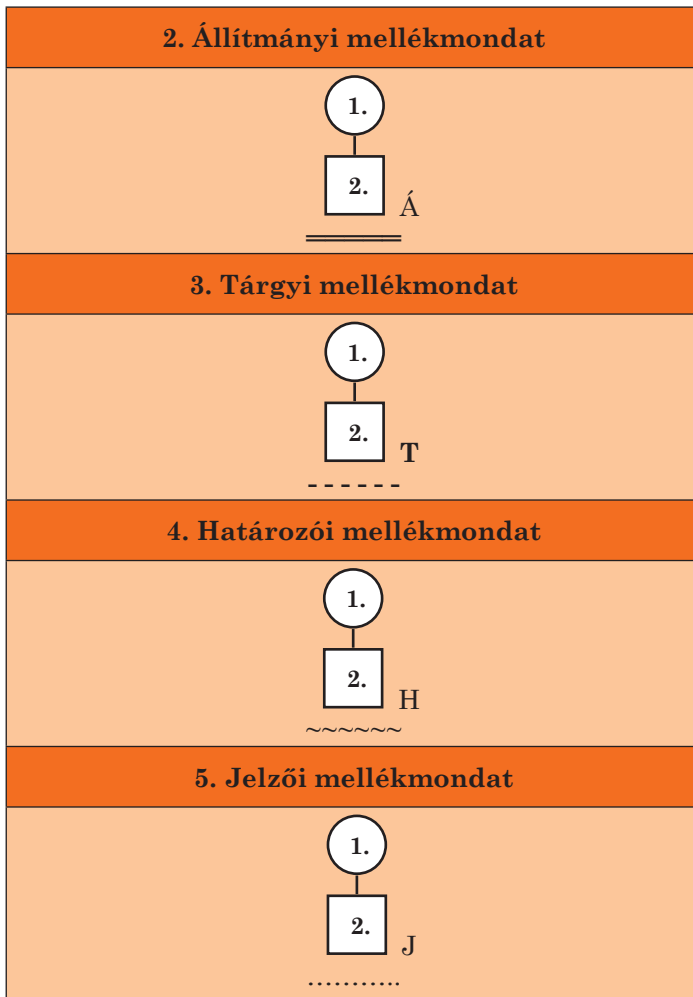 2. Állítmányi mellékmondat
1.
2.
Á
3. Tárgyi mellékmondat
1.
2.
T
------
4. Határozói mellékmondat
1.
2.
H
~~~~~~
5. Jelzői mellékmondat
1.
2.
J
...........